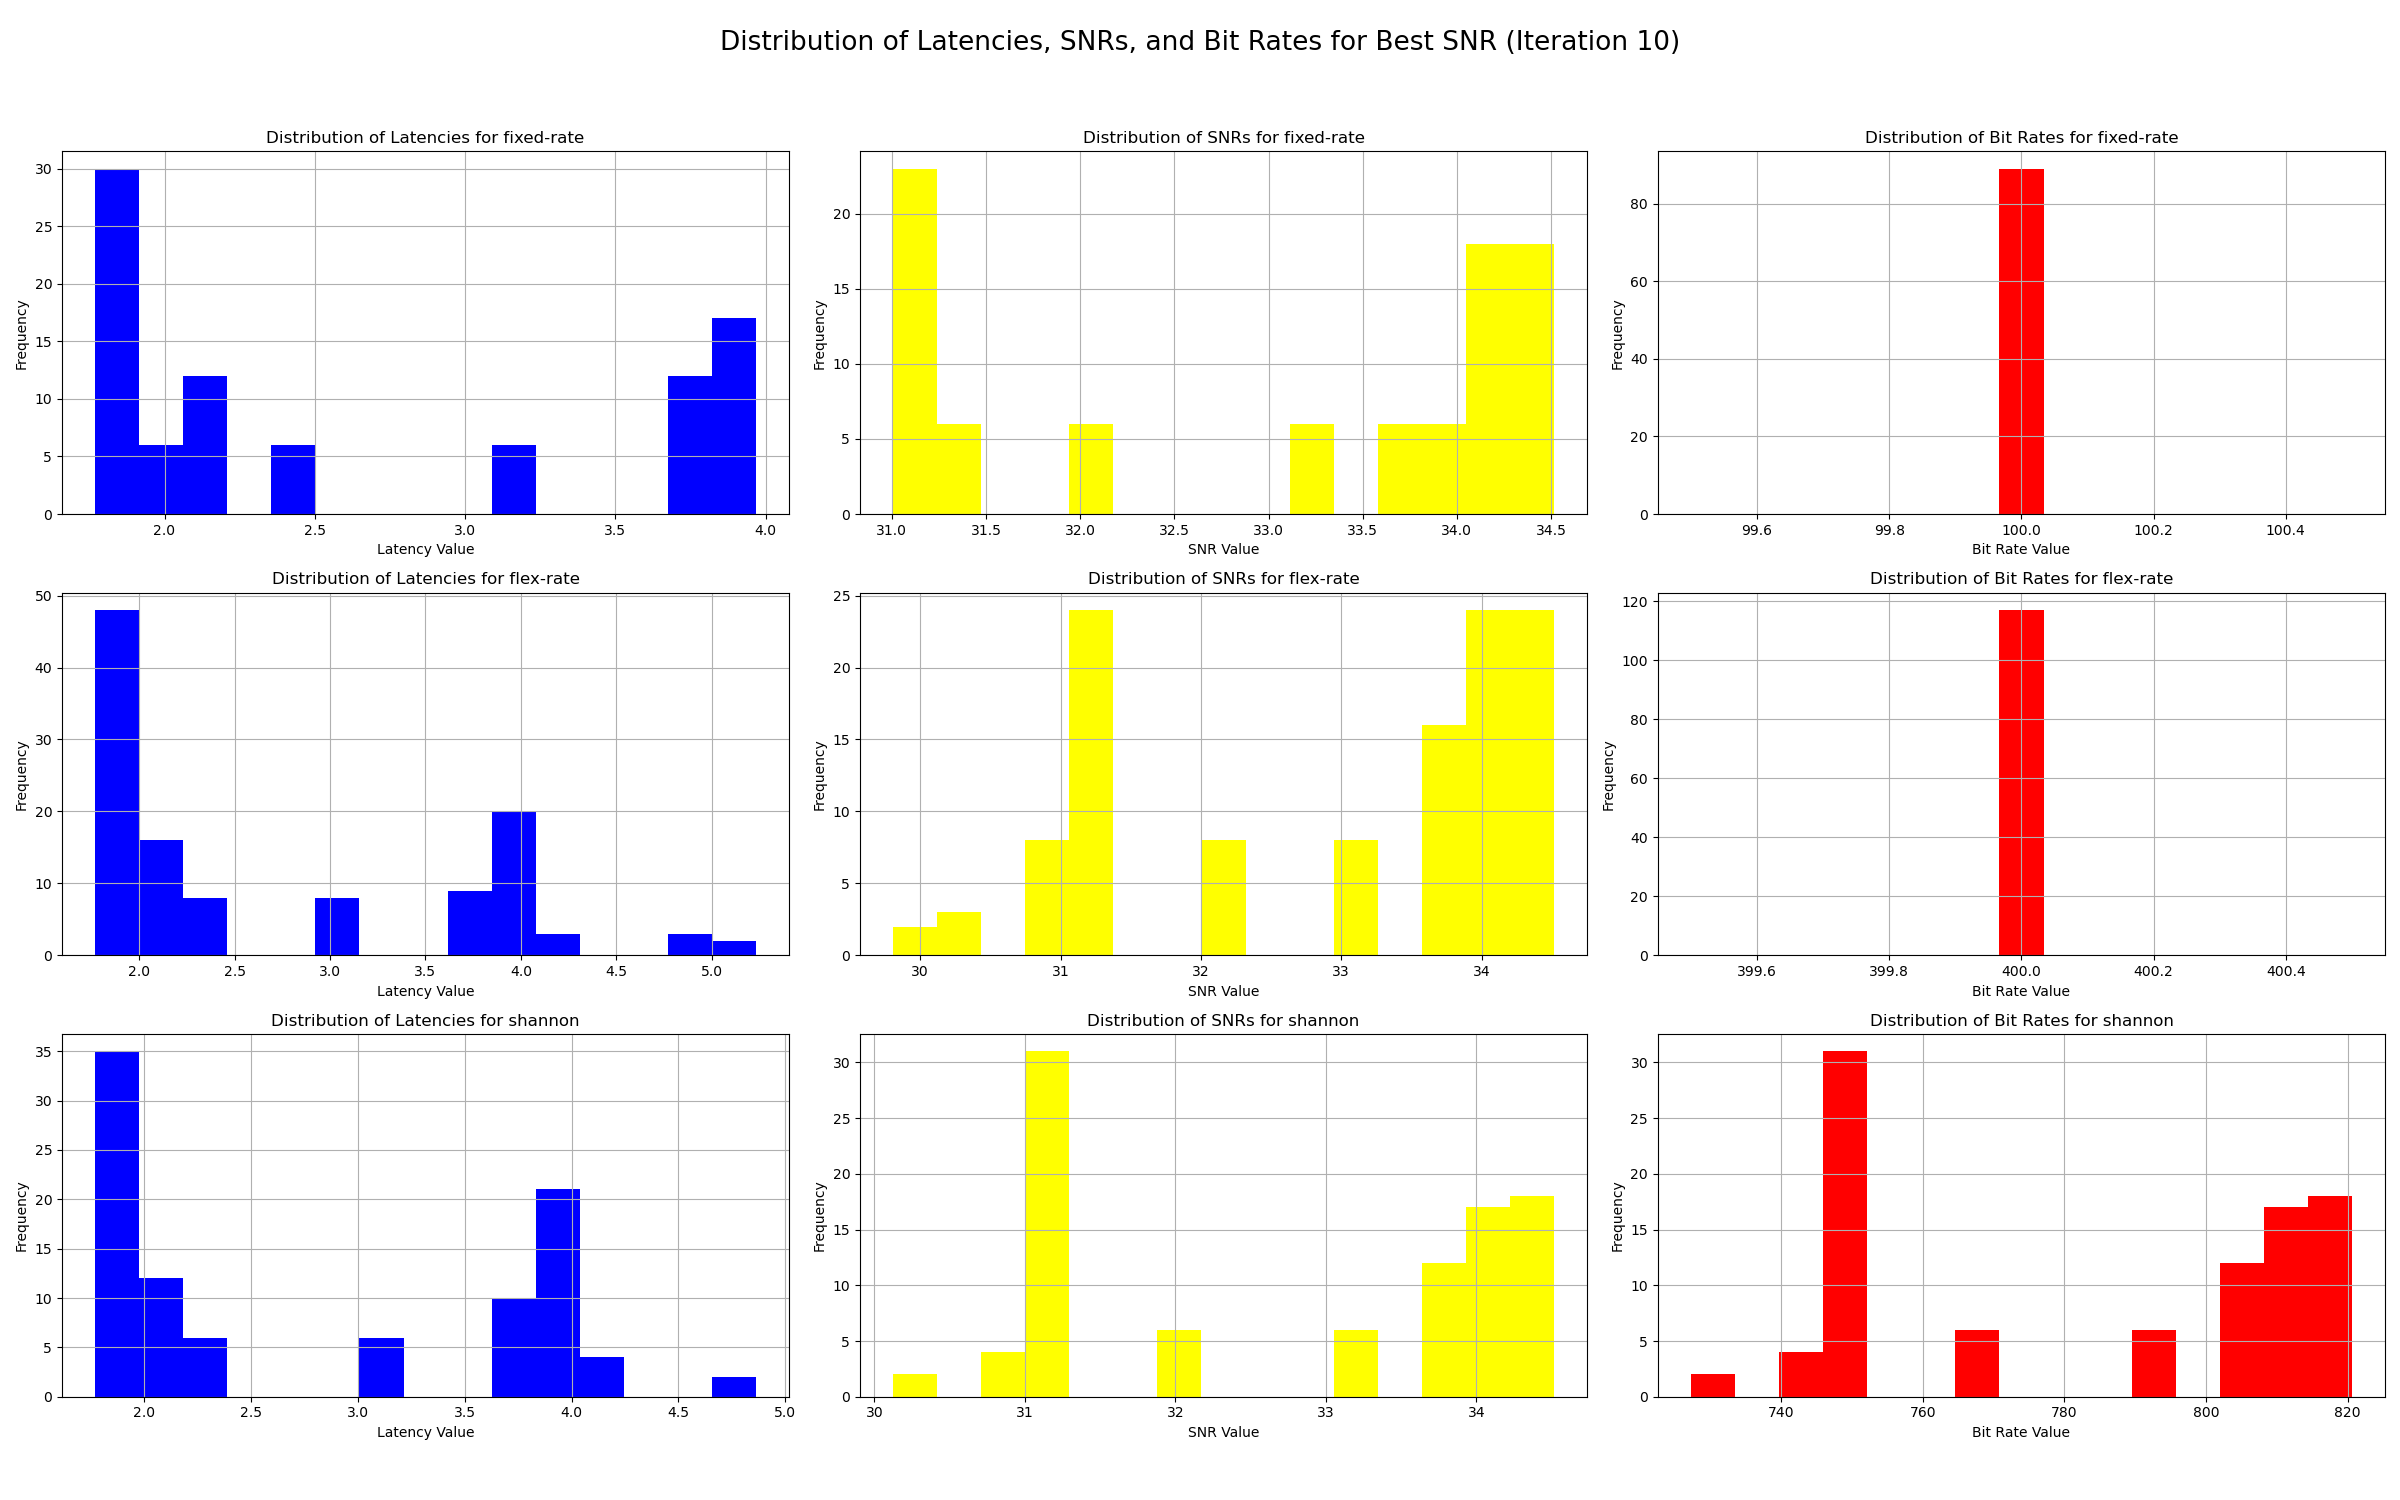 Distribution of Latencies, SNRs, and Bit Rates for Best SNR (Iteration 10)
Distribution of Latencies for fixed-rate
Frequency
30
25
20
15
10
5
0
2.0 2.5 3.0 3.5 4.0
Latency Value
Distribution of SNRs for fixed-rate
Frequency
20
15
10
5
0
31.0 31.5 32.0 32.5 33.0 33.5 34.0 34.5
SNR Value
Distribution of Bit Rates for fixed-rate
Frequency
80
60
40
20
0
99.6 99.8 100.0 100.2 100.4
Bit Rate Value
Distribution of Latencies for flex-rate
Frequency
50
40
30
20
10
0
2.0 2.5 3.0 3.5 4.0 4.5 5.0
Latency Value
Distribution of SNRs for flex-rate
Frequency
25
20
15
10
5
0
30 31 32 33 34
SNR Value
Distribution of Bit Rates for flex-rate
Frequency
120
100
80
60
40
20
0
399.6 399.8 400.0 400.2 400.4
Bit Rate Value
Distribution of Latencies for shannon
Frequency
35
30
25
20
15
10
5
0
2.0 2.5 3.0 3.5 4.0 4.5 5.0
Latency Value
Distribution of SNRs for shannon
Frequency
30
25
20
15
10
5
0
30 31 32 33 34
SNR Value
Distribution of Bit Rates for shannon
Frequency
30
25
20
15
10
5
0
740 760 780 800 820
Bit Rate Value